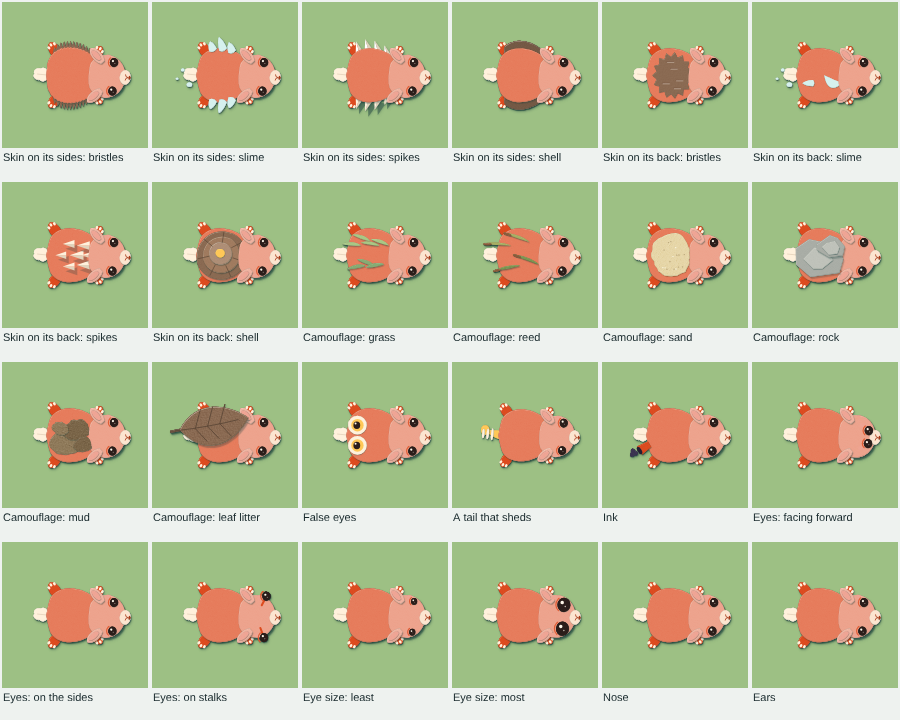 Skin on its sides: bristles
Skin on its sides: slime
Skin on its sides: spikes
Skin on its sides: shell
Skin on its back: bristles
Skin on its back: slime
Skin on its back: spikes
Skin on its back: shell
Camouflage: grass
Camouflage: reed
Camouflage: sand
Camouflage: rock
Camouflage: mud
Camouflage: leaf litter
False eyes
A tail that sheds
Ink
Eyes: facing forward
Eyes: on the sides
Eyes: on stalks
Eye size: least
Eye size: most
Nose
Ears